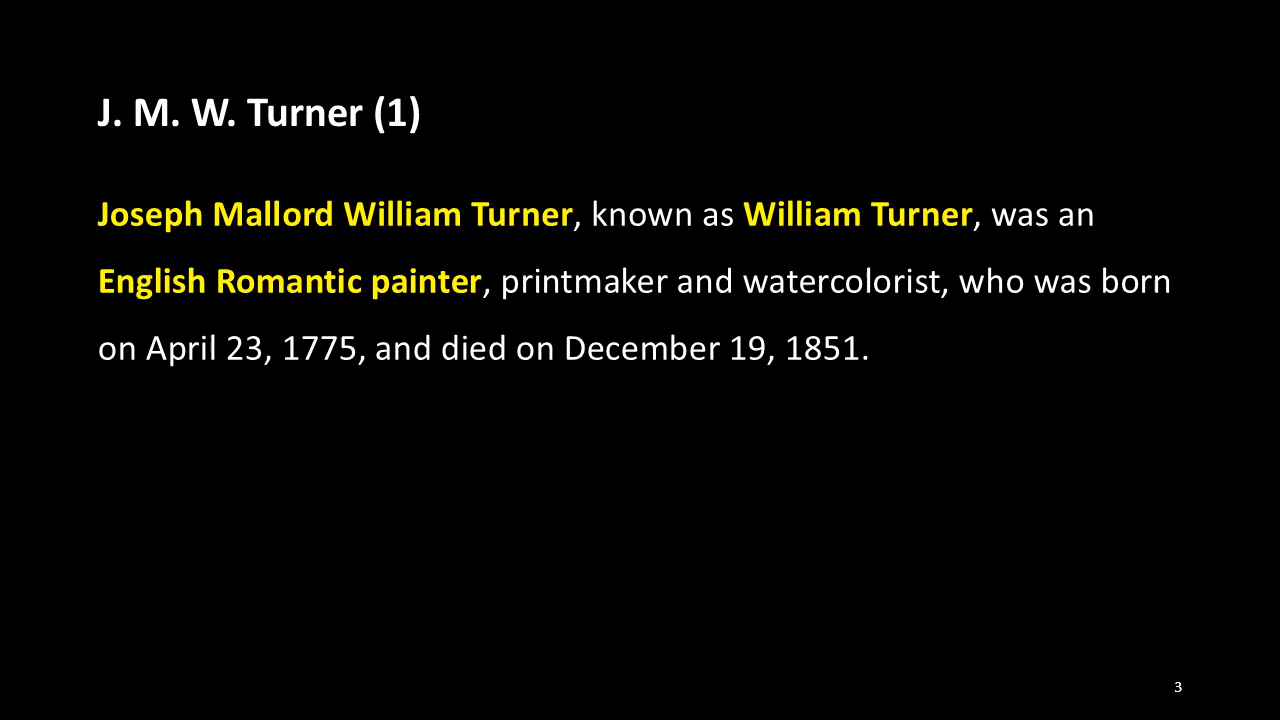 J. M. W. Turner (1)
Joseph Mallord William Turner, known as William Turner, was an
English Romantic painter, printmaker and watercolorist, who was born
on April 23, 1775, and died on December 19, 1851.
3